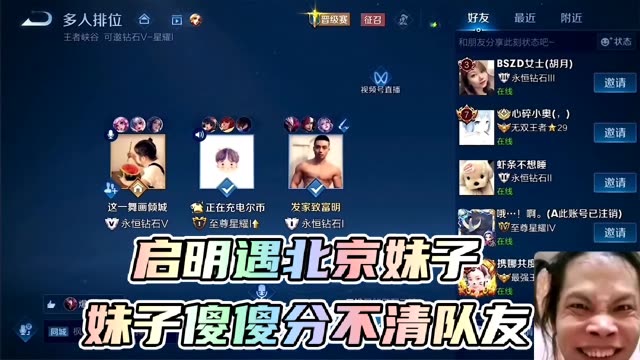 多人排位
晋级赛
征召
王者峡谷 可邀钻石V-星耀I
好友
最近
附近
和朋友分享此刻状态吧~
状态
视频号直播
BSZD女士(胡月)
永恒钻石III
在线
邀请
心碎小奥(，)
无双王者★29
在线
邀请
虾条不想睡
永恒钻石II
在线
邀请
哦…！啊。(A此账号已注销)
至尊星耀IV
在线
邀请
最强王
在线
这一舞画倾城
永恒钻石V
正在充电尔币
至尊星耀I
发家致富明
永恒钻石I
启明遇北京妹子
妹子傻傻分不清队友
同城